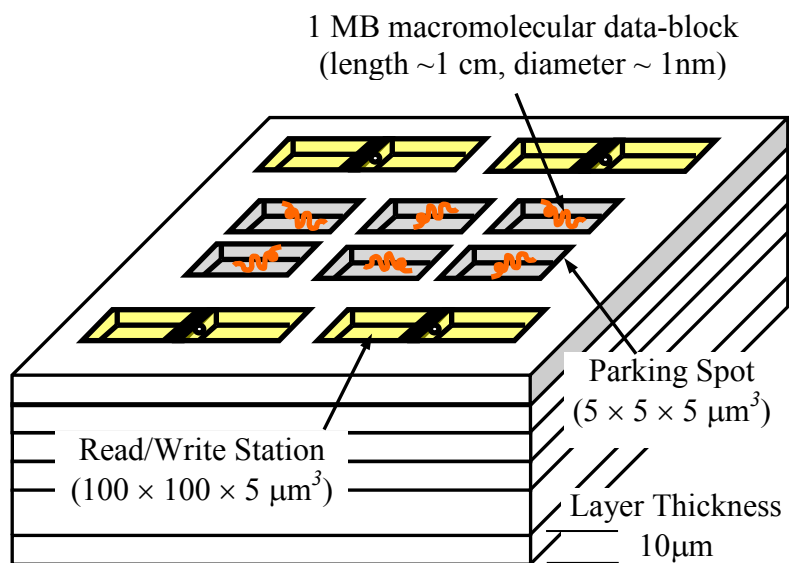 1 MB macromolecular data-block
(length ~1 cm, diameter ~ 1nm)
Parking Spot
(5 × 5 × 5 μm³)
Read/Write Station
(100 × 100 × 5 μm³)
Layer Thickness
10μm